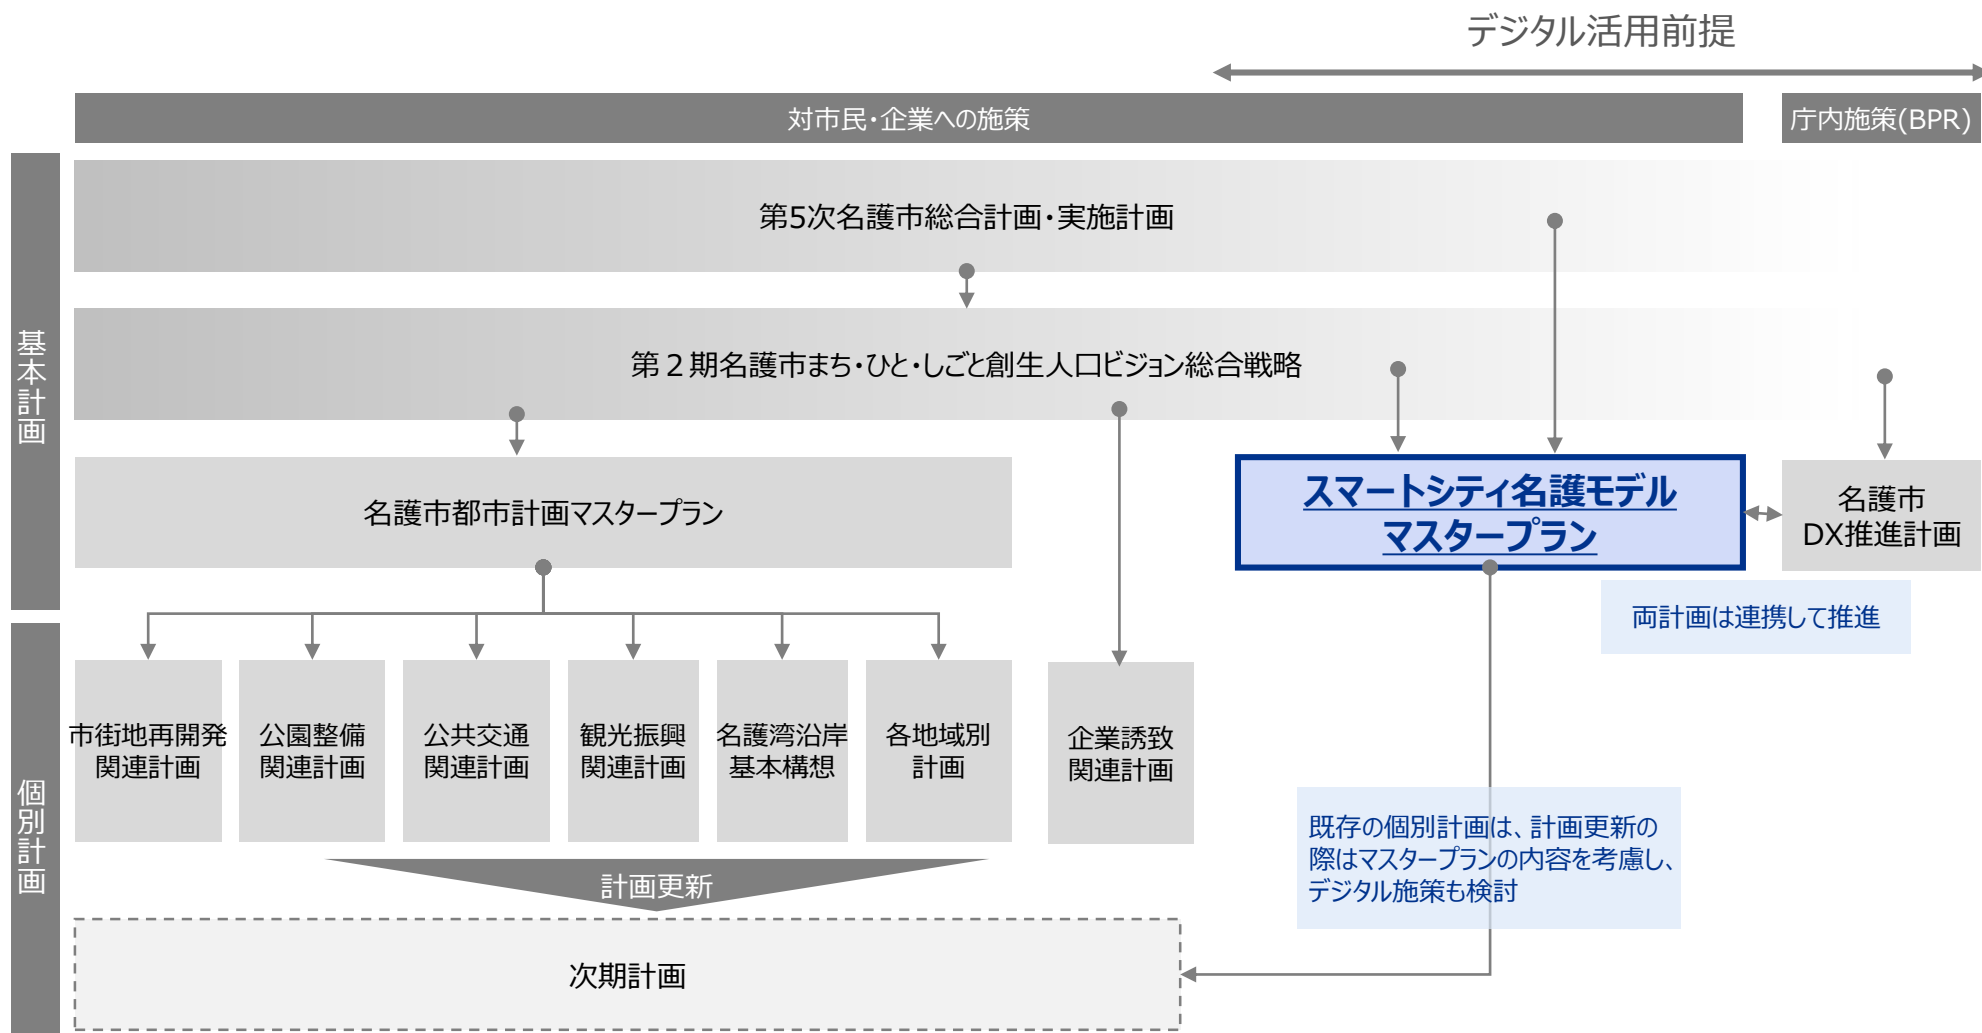 デジタル活用前提
対市民・企業への施策
庁内施策(BPR)
基本計画
第5次名護市総合計画・実施計画
第２期名護市まち・ひと・しごと創生人口ビジョン総合戦略
名護市都市計画マスタープラン
スマートシティ名護モデル
マスタープラン
名護市
DX推進計画
両計画は連携して推進
個別計画
市街地再開発
関連計画
公園整備
関連計画
公共交通
関連計画
観光振興
関連計画
名護湾沿岸
基本構想
各地域別
計画
企業誘致
関連計画
既存の個別計画は、計画更新の
際はマスタープランの内容を考慮し、
デジタル施策も検討
計画更新
次期計画